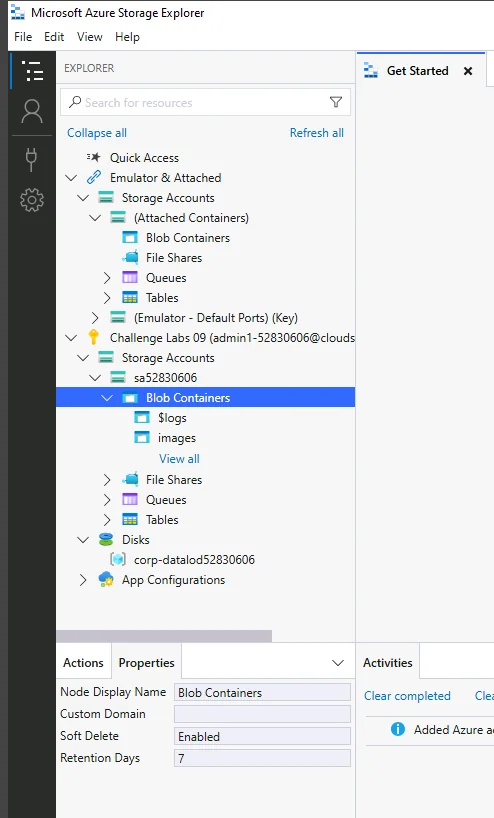 Microsoft Azure Storage Explorer
File Edit View Help
EXPLORER
Search for resources
Collapse all Refresh all
Quick Access
Emulator & Attached
Storage Accounts
(Attached Containers)
Blob Containers
File Shares
Queues
Tables
(Emulator - Default Ports) (Key)
Challenge Labs 09 (admin1-52830606@clouds
Storage Accounts
sa52830606
Blob Containers
$logs
images
View all
File Shares
Queues
Tables
Disks
corp-datalod52830606
App Configurations
Get Started
Actions Properties
Node Display Name Blob Containers
Custom Domain
Soft Delete Enabled
Retention Days 7
Activities
Clear completed Clea
Added Azure a